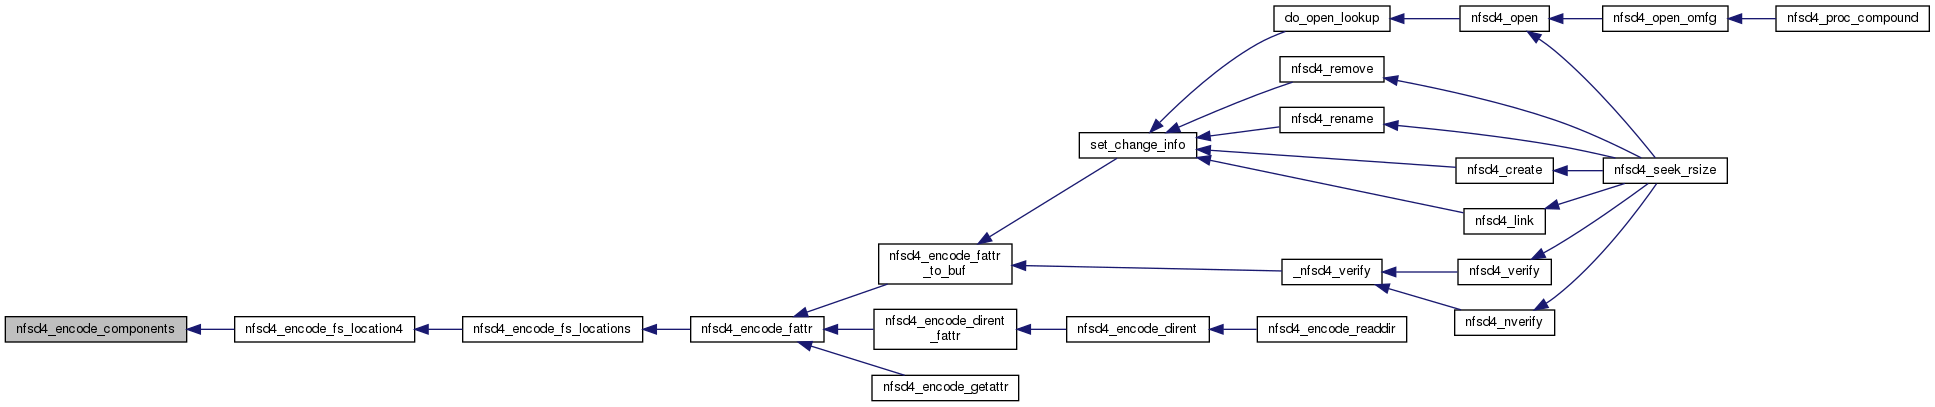 do_open_lookup
nfsd4_open
nfsd4_open_omfg
nfsd4_proc_compound
nfsd4_remove
nfsd4_rename
set_change_info
nfsd4_create
nfsd4_seek_rsize
nfsd4_link
nfsd4_encode_fattr
_to_buf
_nfsd4_verify
nfsd4_verify
nfsd4_encode_components
nfsd4_encode_fs_location4
nfsd4_encode_fs_locations
nfsd4_encode_fattr
nfsd4_encode_dirent
_fattr
nfsd4_encode_dirent
nfsd4_encode_readdir
nfsd4_nverify
nfsd4_encode_getattr